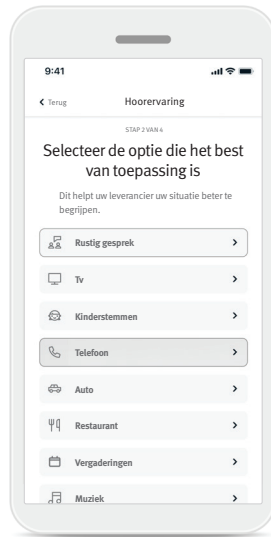 9:41
Terug
Hoorervaring
STAP 2 VAN 4
Selecteer de optie die het best
van toepassing is
Dit helpt uw leverancier uw situatie beter te
begrijpen.
Rustig gesprek
Tv
Kinderstemmen
Telefoon
Auto
Restaurant
Vergaderingen
Muziek